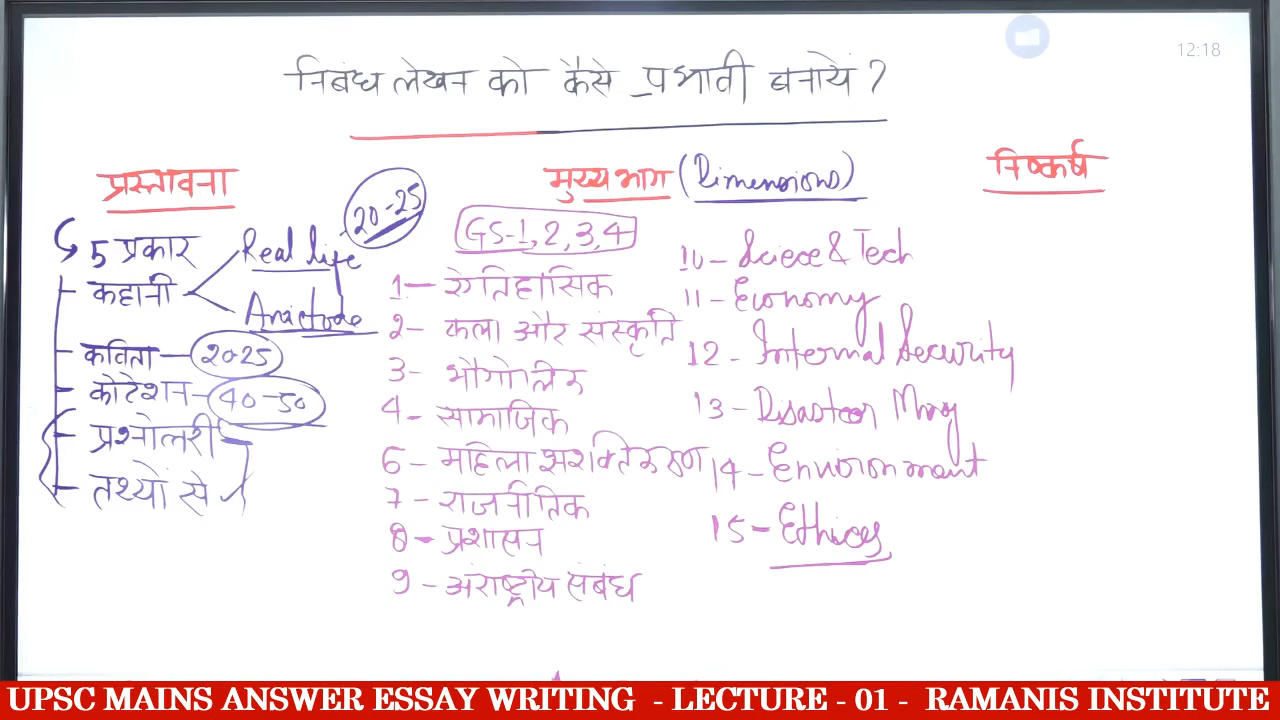 12:18
निबंध लेखन को कैसे प्रभावी बनायें ?
प्रस्तावना
5 प्रकार
कहानी
Real life
Anictode
20-25
कविता - 2025
कोटेशन - 40-50
प्रश्नोतरी
तथ्यों से
मुख्य भाग (Dimensions)
GS-1, 2, 3, 4
1- ऐतिहासिक
2- कला और संस्कृति
3- भौगोलिक
4- सामाजिक
6- महिला सशक्तिकरण
7- राजनीतिक
8- प्रशासन
9- अंराष्ट्रीय संबंध
10- Sciece & Tech
11- Economy
12- Internal Security
13- Disaster Mng
14- Environment
15- Ethics
निष्कर्ष
UPSC MAINS ANSWER ESSAY WRITING - LECTURE - 01 - RAMANIS INSTITUTE